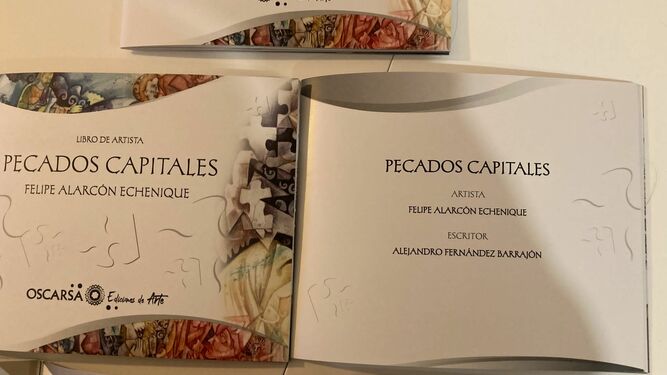 LIBRO DE ARTISTA
PECADOS CAPITALES
FELIPE ALARCÓN ECHENIQUE
OSCARSA Ediciones de Arte
PECADOS CAPITALES
ARTISTA
FELIPE ALARCÓN ECHENIQUE
ESCRITOR
ALEJANDRO FERNÁNDEZ BARRAJÓN